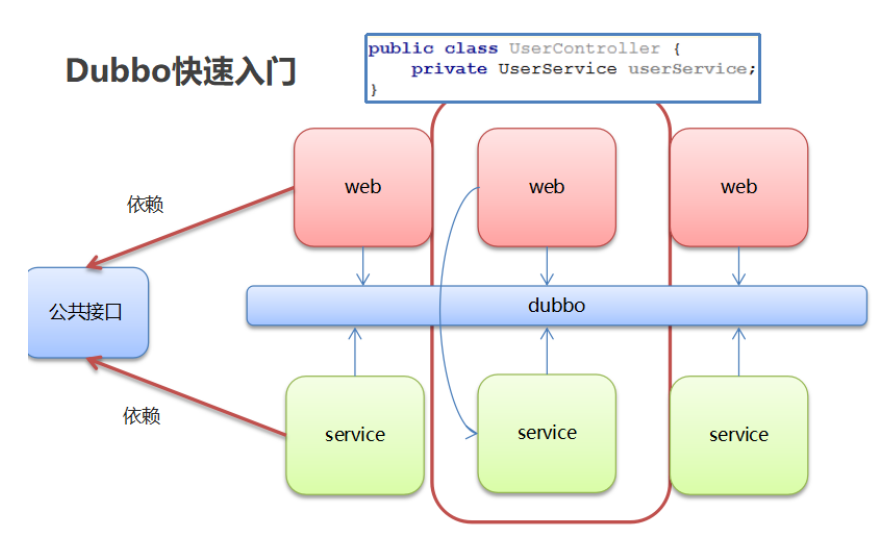 Dubbo快速入门
public class UserController {
    private UserService userService;
}
web
web
web
依赖
公共接口
dubbo
依赖
service
service
service